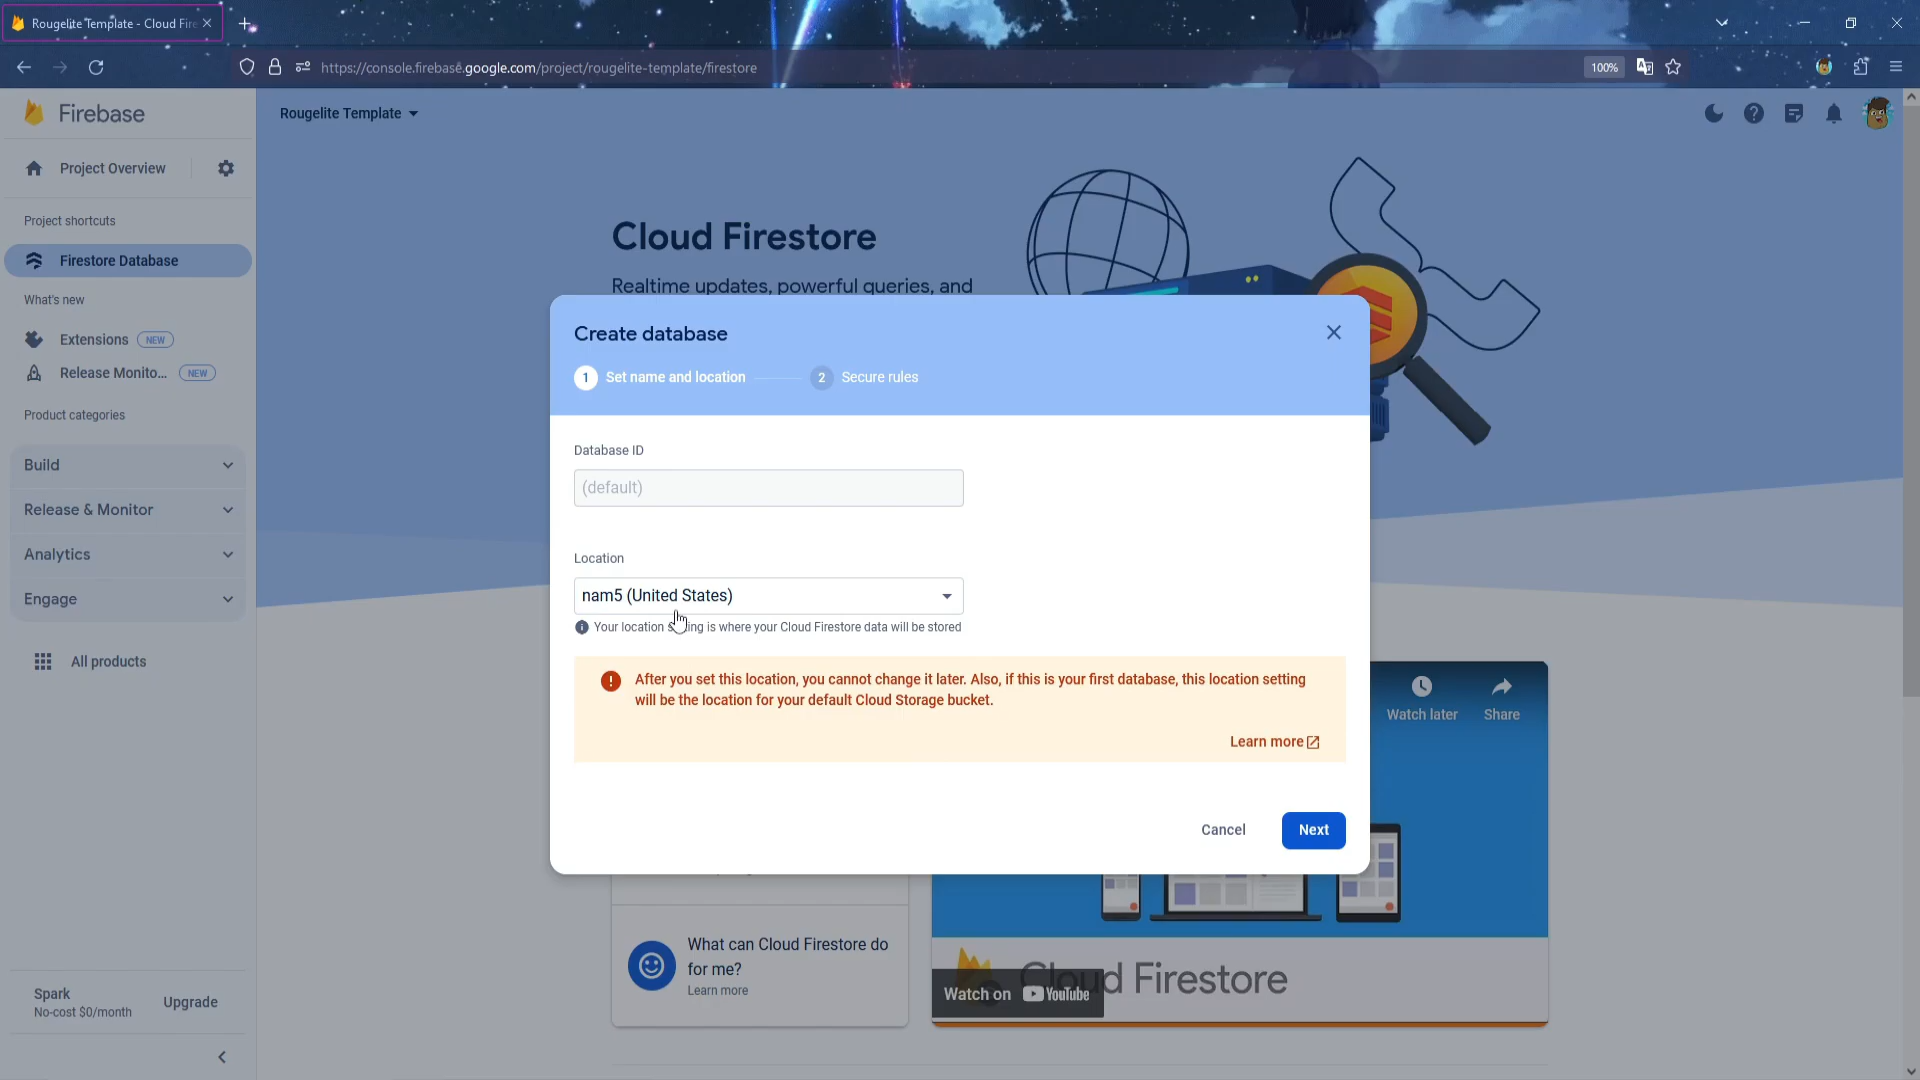 Rougelite Template - Cloud Fire
https://console.firebase.google.com/project/rougelite-template/firestore
100%
Firebase
Rougelite Template
Project Overview
Project shortcuts
Firestore Database
What's new
Extensions NEW
Release Monito... NEW
Product categories
Build
Release & Monitor
Analytics
Engage
All products
Spark
No-cost $0/month
Upgrade
Cloud Firestore
Realtime updates, powerful queries, and
Create database
1 Set name and location
2 Secure rules
Database ID
(default)
Location
nam5 (United States)
Your location is where your Cloud Firestore data will be stored
After you set this location, you cannot change it later. Also, if this is your first database, this location setting
will be the location for your default Cloud Storage bucket.
Learn more
Cancel
Next
Watch later
Share
What can Cloud Firestore do
for me?
Learn more
Cloud Firestore
Watch on YouTube